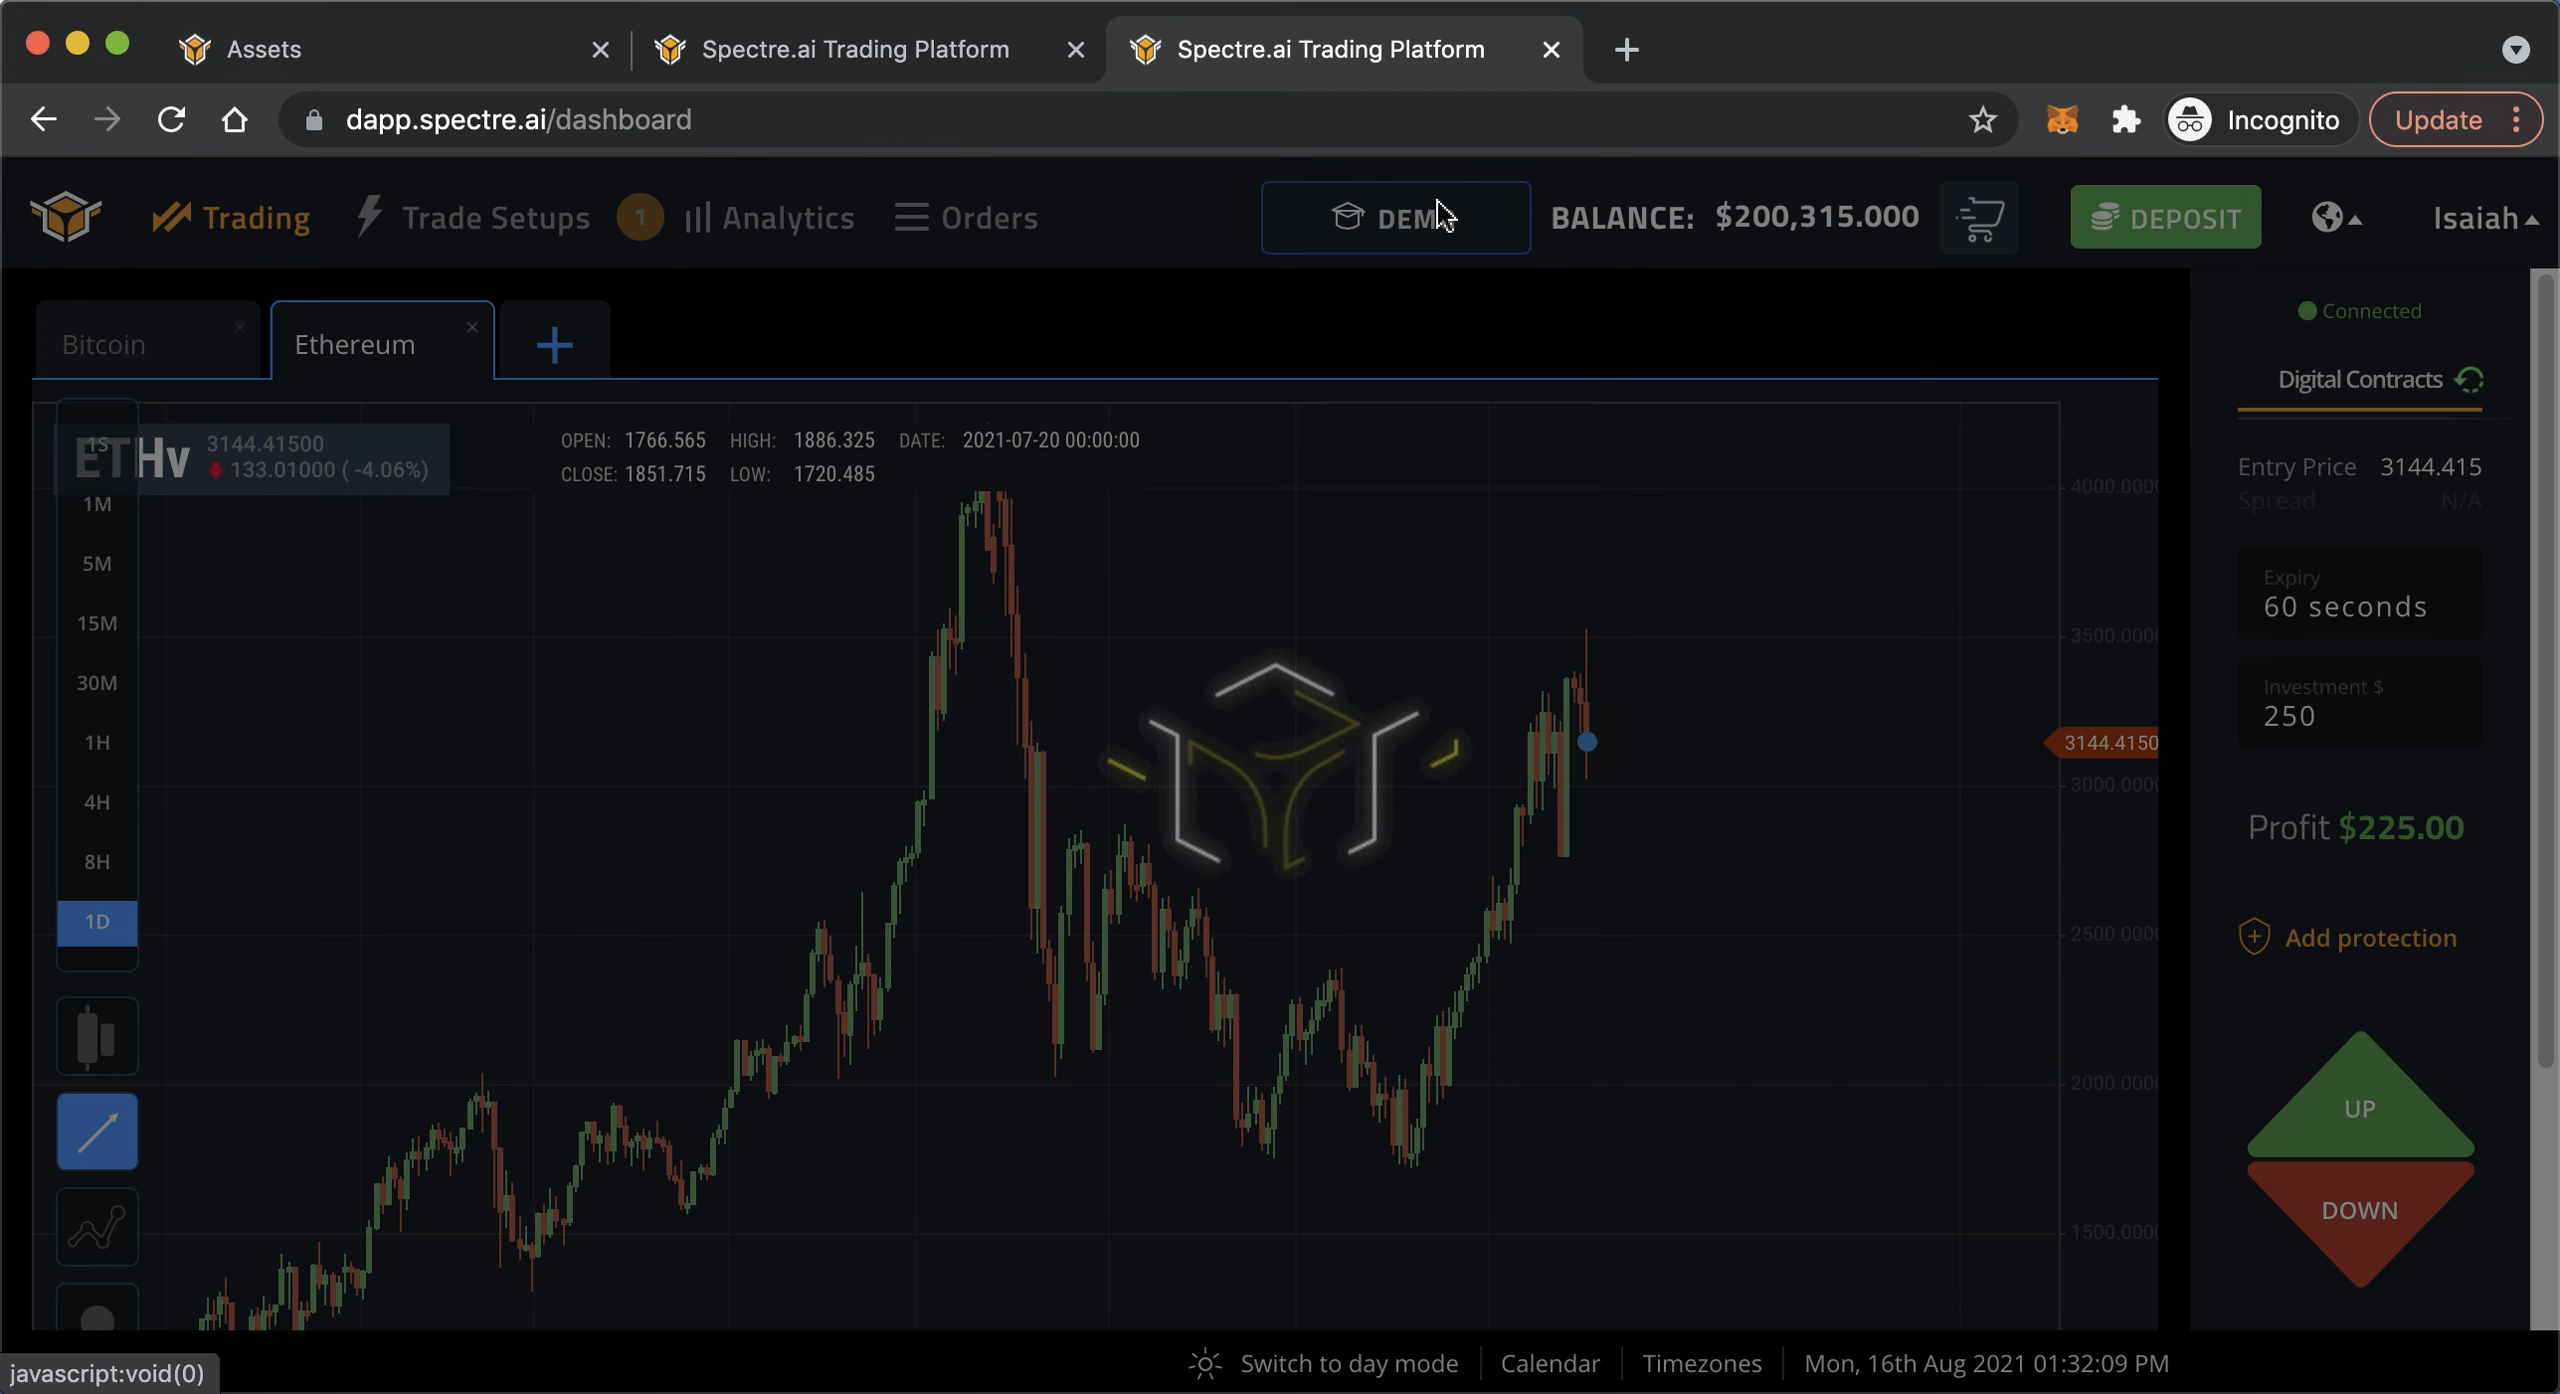 Assets
Spectre.ai Trading Platform
Spectre.ai Trading Platform
dapp.spectre.ai/dashboard
Incognito
Update
Trading
Trade Setups
1
Analytics
Orders
BALANCE: $200,315.000
DEPOSIT
Isaiah
Bitcoin
Ethereum
Connected
Digital Contracts
ETHv
3144.41500
133.01000 ( -4.06%)
OPEN: 1766.565 HIGH: 1886.325 DATE: 2021-07-20 00:00:00
CLOSE: 1851.715 LOW: 1720.485
1S
1M
5M
15M
30M
1H
4H
8H
1D
4000.000
3500.000
3144.4150
3000.000
2500.000
2000.000
1500.000
Entry Price 3144.415
Spread N/A
Expiry
60 seconds
Investment $
250
Profit $225.00
Add protection
UP
DOWN
javascript:void(0)
Switch to day mode
Calendar
Timezones
Mon, 16th Aug 2021 01:32:09 PM